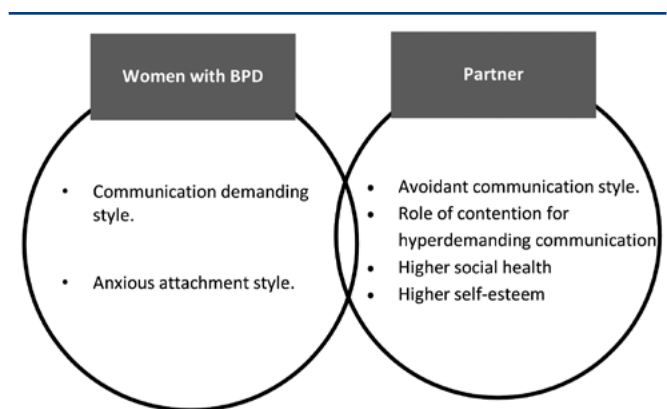 Women with BPD
Partner
• Communication demanding
style.
• Anxious attachment style.
• Avoidant communication style.
• Role of contention for
hyperdemanding communication
• Higher social health
• Higher self-esteem